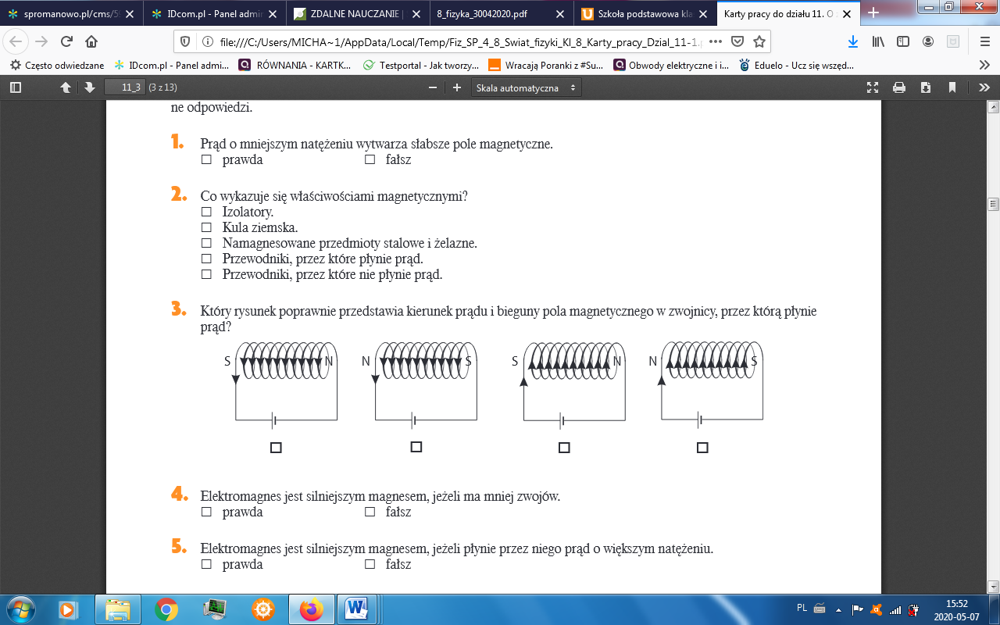 spromanowo.pl/cms/59
IDcom.pl - Panel admin
ZDALNE NAUCZANIE |
8_fizyka_30042020.pdf
Szkoła podstawowa kla
Karty pracy do działu 11. O
file:///C:/Users/MICHA~1/AppData/Local/Temp/Fiz_SP_4_8_Swiat_fizyki_Kl_8_Karty_pracy_Dzial_11-1.
Często odwiedzane
IDcom.pl - Panel admi...
RÓWNANIA - KARTK...
Testportal - Jak tworzy...
Wracają Poranki z #Su...
Obwody elektryczne i i...
Eduelo - Ucz się wszęd...
11_3 (3 z 13)
Skala automatyczna
ne odpowiedzi.
1. Prąd o mniejszym natężeniu wytwarza słabsze pole magnetyczne.
prawda fałsz
2. Co wykazuje się właściwościami magnetycznymi?
Izolatory.
Kula ziemska.
Namagnesowane przedmioty stalowe i żelazne.
Przewodniki, przez które płynie prąd.
Przewodniki, przez które nie płynie prąd.
3. Który rysunek poprawnie przedstawia kierunek prądu i bieguny pola magnetycznego w zwojnicy, przez którą płynie
prąd?
S N N S S N N S
4. Elektromagnes jest silniejszym magnesem, jeżeli ma mniej zwojów.
prawda fałsz
5. Elektromagnes jest silniejszym magnesem, jeżeli płynie przez niego prąd o większym natężeniu.
prawda fałsz
PL
15:52
2020-05-07